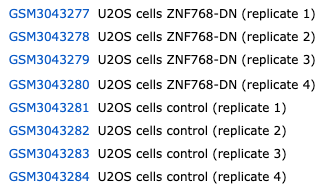 GSM3043277 U2OS cells ZNF768-DN (replicate 1)
GSM3043278 U2OS cells ZNF768-DN (replicate 2)
GSM3043279 U2OS cells ZNF768-DN (replicate 3)
GSM3043280 U2OS cells ZNF768-DN (replicate 4)
GSM3043281 U2OS cells control (replicate 1)
GSM3043282 U2OS cells control (replicate 2)
GSM3043283 U2OS cells control (replicate 3)
GSM3043284 U2OS cells control (replicate 4)